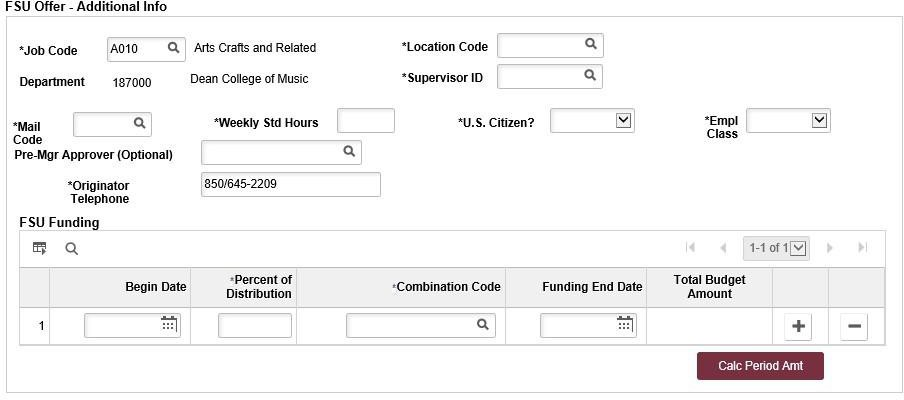 FSU Offer - Additional Info
*Job Code A010 Arts Crafts and Related *Location Code
Department 187000 Dean College of Music *Supervisor ID
*Mail Code *Weekly Std Hours *U.S. Citizen? *Empl Class
Pre-Mgr Approver (Optional)
*Originator Telephone 850/645-2209
FSU Funding
1-1 of 1
Begin Date *Percent of Distribution *Combination Code Funding End Date Total Budget Amount
1
Calc Period Amt